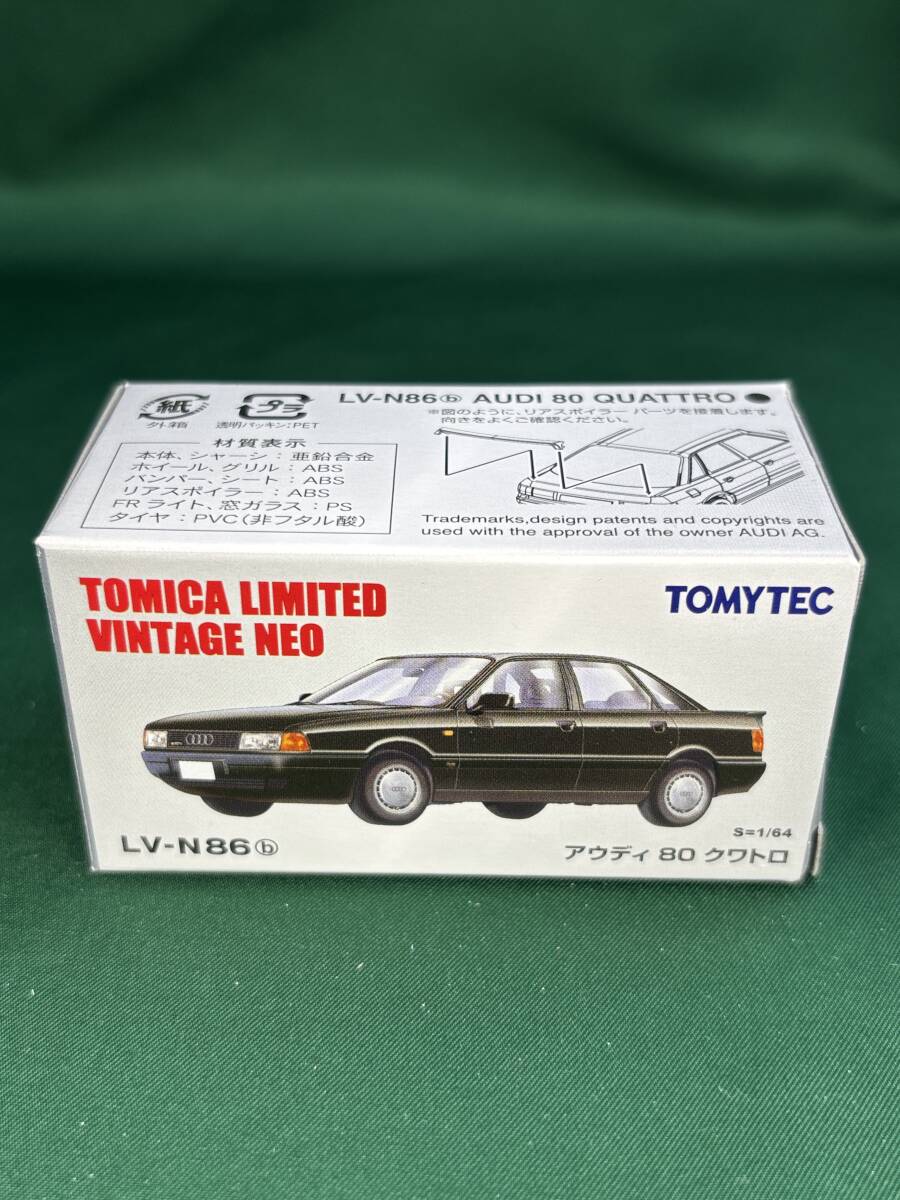 紙
外箱
プラ
透明パッキン:PET
材質表示
本体、シャーシ:亜鉛合金
ホイール、グリル:ABS
バンパー、シート:ABS
リアスポイラー:ABS
FRライト、窓ガラス:PS
タイヤ:PVC(非フタル酸)
LV-N86ⓑ AUDI 80 QUATTRO ●
※図のように、リアスポイラー パーツを接着します。
向きをよくご確認ください。
Trademarks,design patents and copyrights are
used with the approval of the owner AUDI AG.
TOMICA LIMITED
VINTAGE NEO
TOMYTEC
S=1/64
LV-N86ⓑ
アウディ 80 クワトロ